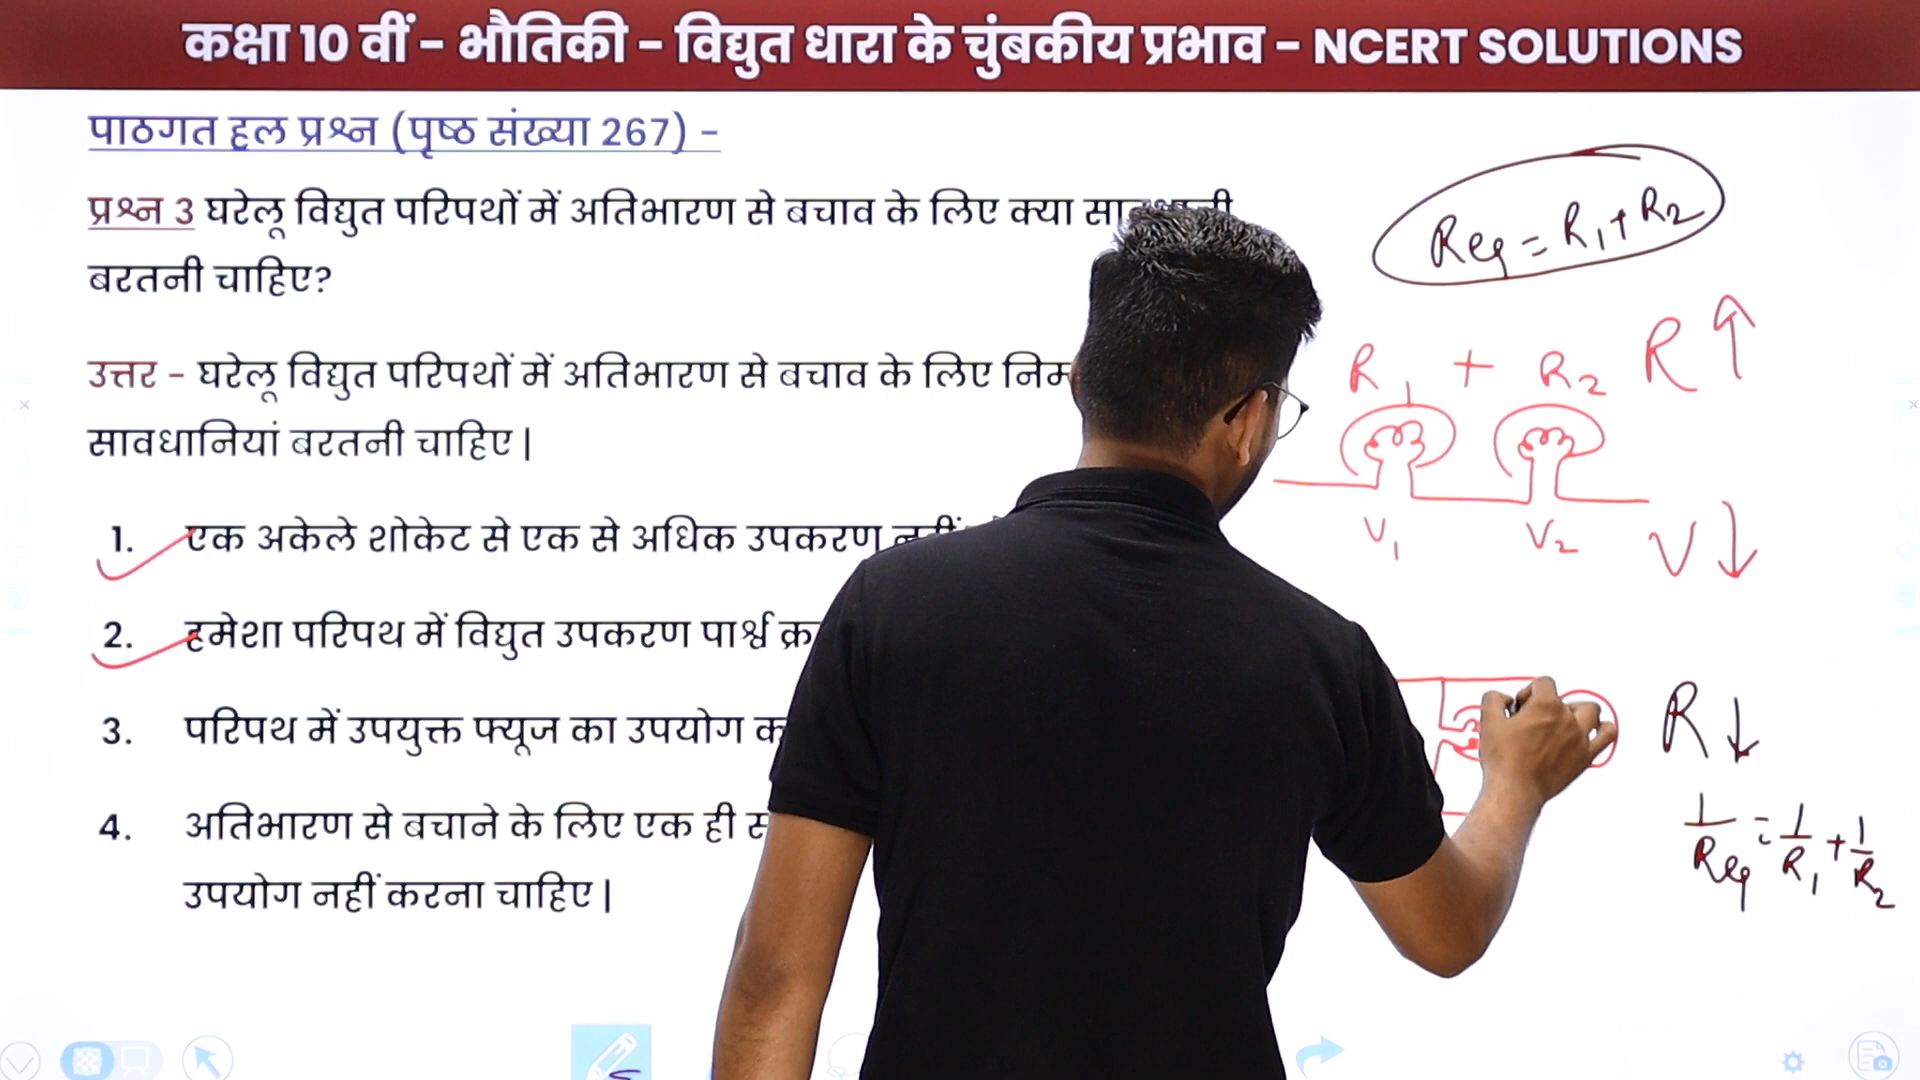 कक्षा 10 वीं - भौतिकी - विद्युत धारा के चुंबकीय प्रभाव - NCERT SOLUTIONS
पाठगत हल प्रश्न (पृष्ठ संख्या 267) -
प्रश्न 3 घरेलू विद्युत परिपथों में अतिभारण से बचाव के लिए क्या
बरतनी चाहिए?
उत्तर - घरेलू विद्युत परिपथों में अतिभारण से बचाव के लिए
सावधानियां बरतनी चाहिए |
1. एक अकेले शोकेट से एक से अधिक उपकरण
2. हमेशा परिपथ में विद्युत उपकरण पार्श्व
3. परिपथ में उपयुक्त फ्यूज का उपयोग
4. अतिभारण से बचाने के लिए एक ही
उपयोग नहीं करना चाहिए |
Req = R1 + R2
R1 + R2 R ↑
V1 V2 V ↓
R ↓
1/Req = 1/R1 + 1/R2